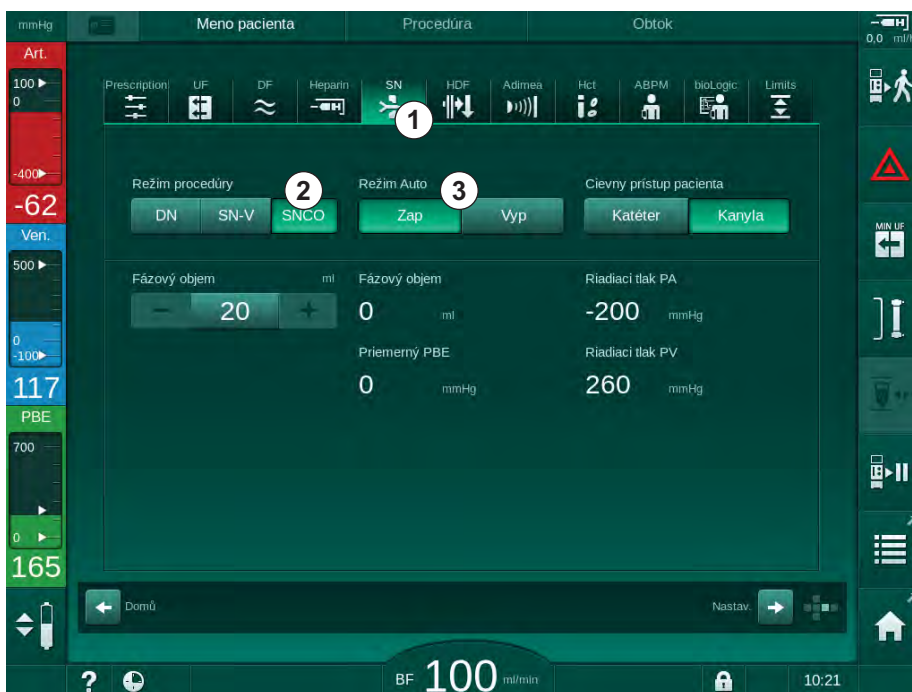 mmHg
Meno pacienta
Procedúra
Obtok
0,0 ml/h
Art.
100
0
-400
-62
Ven.
500
0
-100
117
PBE
700
0
165
Prescription
UF
DF
Heparin
SN
HDF
Adimea
Hct
ABPM
bioLogic
Limits
1
Režim procedúry
2
Režim Auto
3
Cievny prístup pacienta
DN
SN-V
SNCO
Zap
Vyp
Katéter
Kanyla
Fázový objem
ml
− 20 +
Fázový objem
0 ml
Riadiaci tlak PA
-200 mmHg
Priemerný PBE
0 mmHg
Riadiaci tlak PV
260 mmHg
MIN UF
Domů
Nastav.
?
BF 100 ml/min
10:21